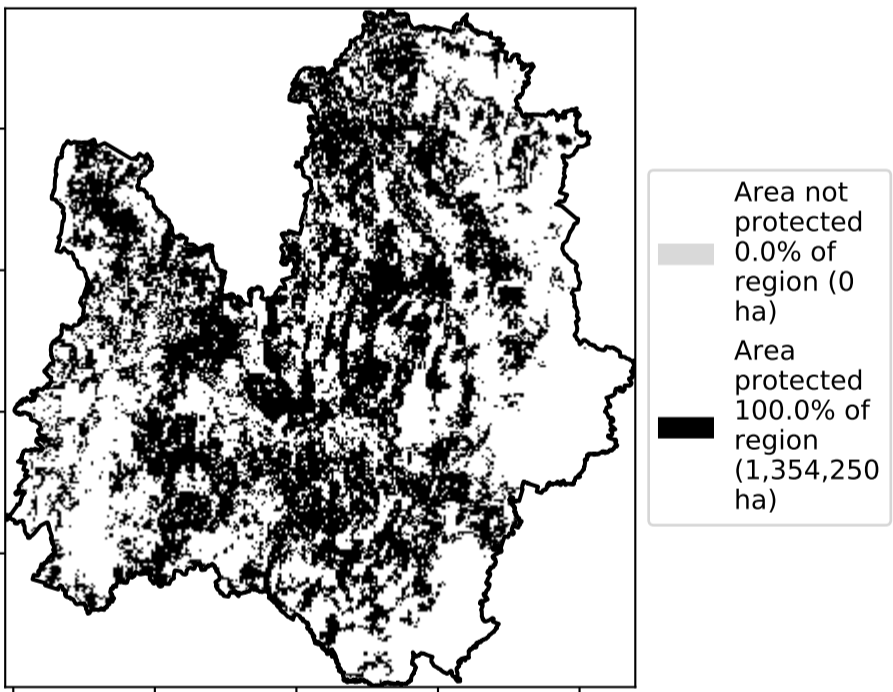 Area not
protected
0.0% of
region (0
ha)
Area
protected
100.0% of
region
(1,354,250
ha)